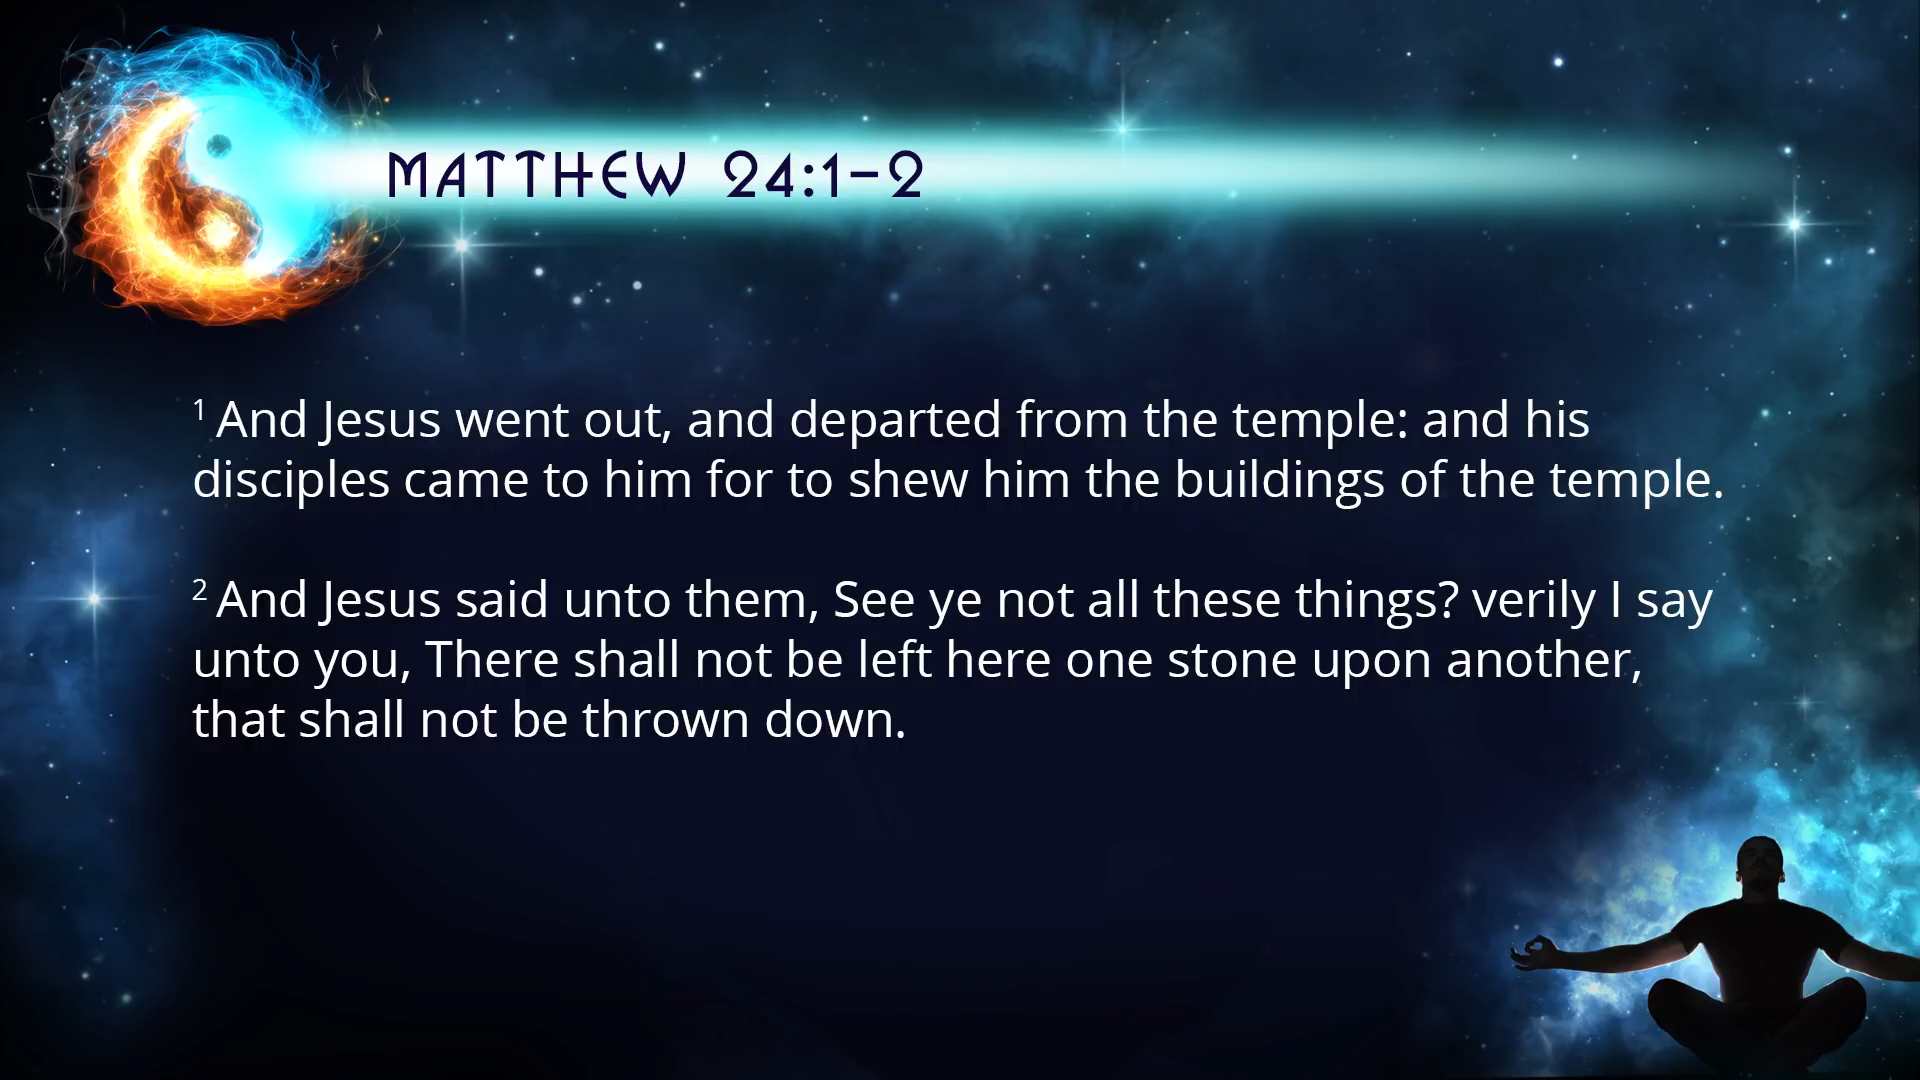 MATTHEW 24:1-2
1 And Jesus went out, and departed from the temple: and his
disciples came to him for to shew him the buildings of the temple.
2 And Jesus said unto them, See ye not all these things? verily I say
unto you, There shall not be left here one stone upon another,
that shall not be thrown down.